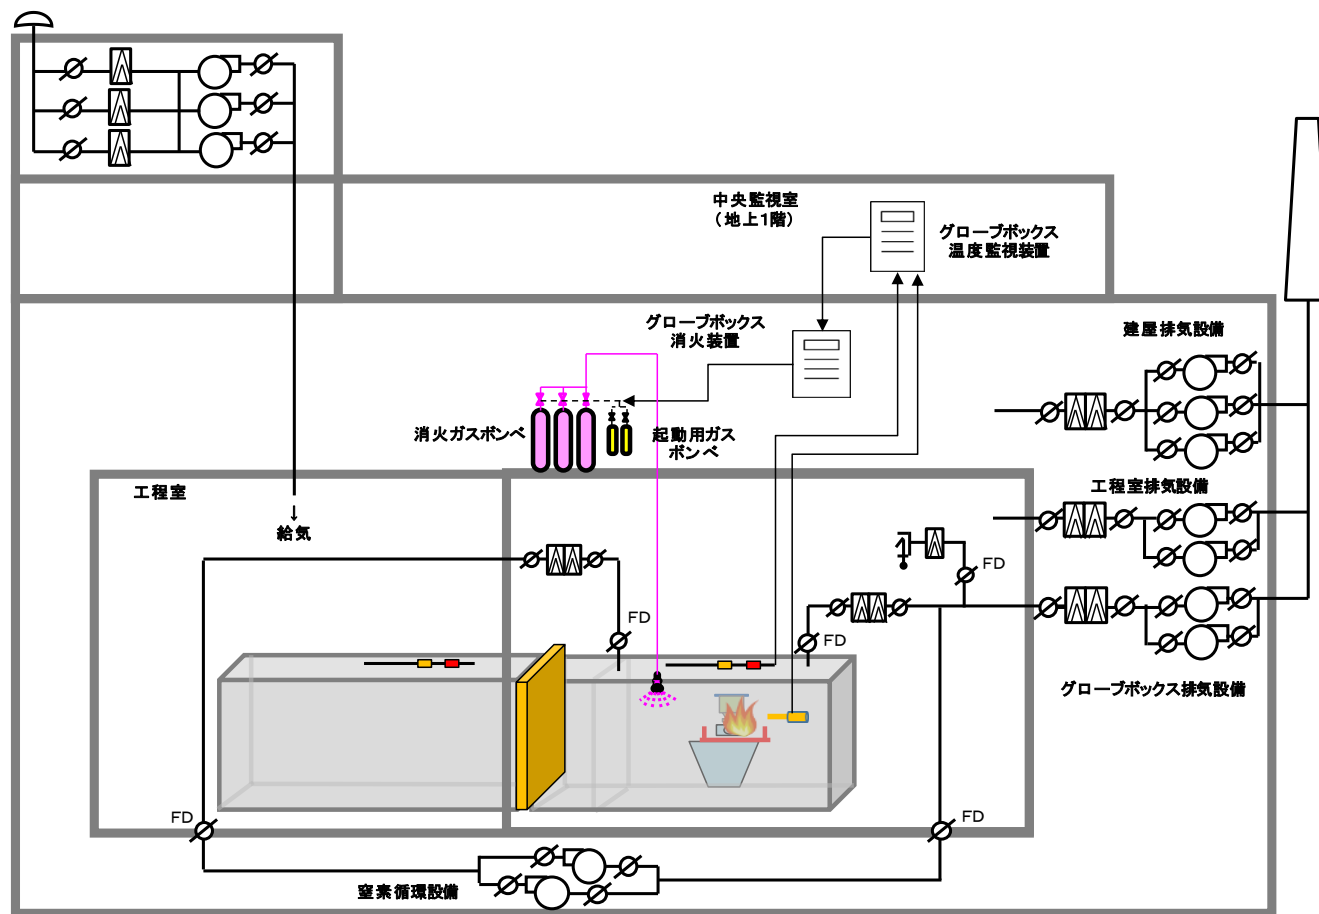 中央監視室
(地上1階)
グローブボックス
温度監視装置
グローブボックス
消火装置
建屋排気設備
消火ガスボンベ
起動用ガス
ボンベ
工程室
工程室排気設備
↓
給気
FD
FD
FD
グローブボックス排気設備
FD
FD
窒素循環設備